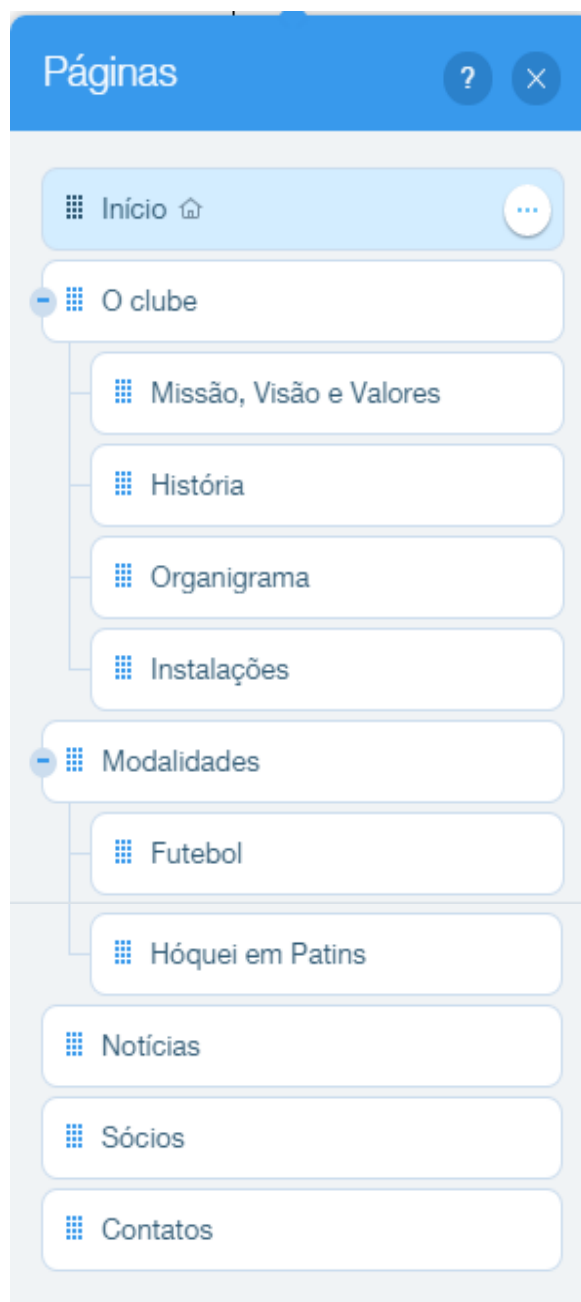 Páginas
?
Início
O clube
Missão, Visão e Valores
História
Organigrama
Instalações
Modalidades
Futebol
Hóquei em Patins
Notícias
Sócios
Contatos